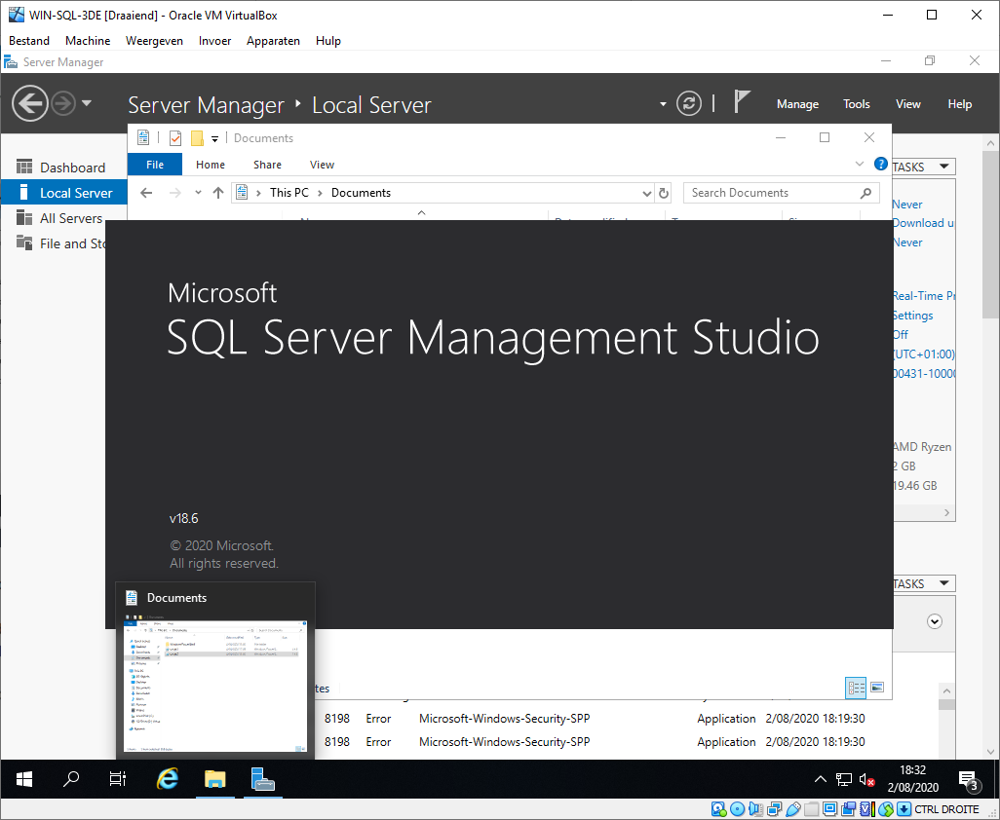 WIN-SQL-3DE [Draaiend] - Oracle VM VirtualBox
Bestand Machine Weergeven Invoer Apparaten Hulp
Server Manager
Server Manager Local Server
Manage Tools View Help
Documents
File Home Share View
This PC Documents
Search Documents
Dashboard
Local Server
All Servers
File and Sto
TASKS
Never
Download u
Never
Real-Time Pr
Settings
Off
(UTC+01:00)
00431-10000
AMD Ryzen
2 GB
19.46 GB
Microsoft
SQL Server Management Studio
v18.6
© 2020 Microsoft.
All rights reserved.
TASKS
Documents
tes
8198 Error Microsoft-Windows-Security-SPP Application 2/08/2020 18:19:30
8198 Error Microsoft-Windows-Security-SPP Application 2/08/2020 18:19:30
18:32
2/08/2020
3
CTRL DROITE